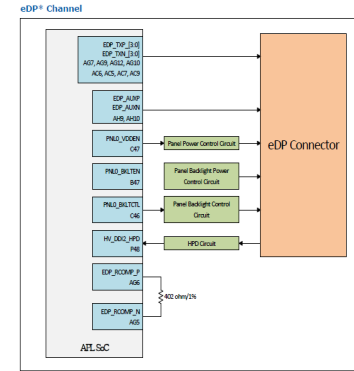 eDP* Channel
EDP_TXP_[3:0]
EDP_TXN_[3:0]
AG7, AG9, AG12, AG10
AC6, AC5, AC7, AC9
EDP_AUXP
EDP_AUXN
AH9, AH10
PNL0_VDDEN
C47
Panel Power Control Circuit
eDP Connector
PNL0_BKLTEN
B47
Panel Backlight Power
Control Circuit
PNL0_BKLTCTL
C46
Panel Backlight Control
Circuit
HV_DDI2_HPD
P48
HPD Circuit
EDP_RCOMP_P
AG6
402 ohm/1%
EDP_RCOMP_N
AG5
APL SoC